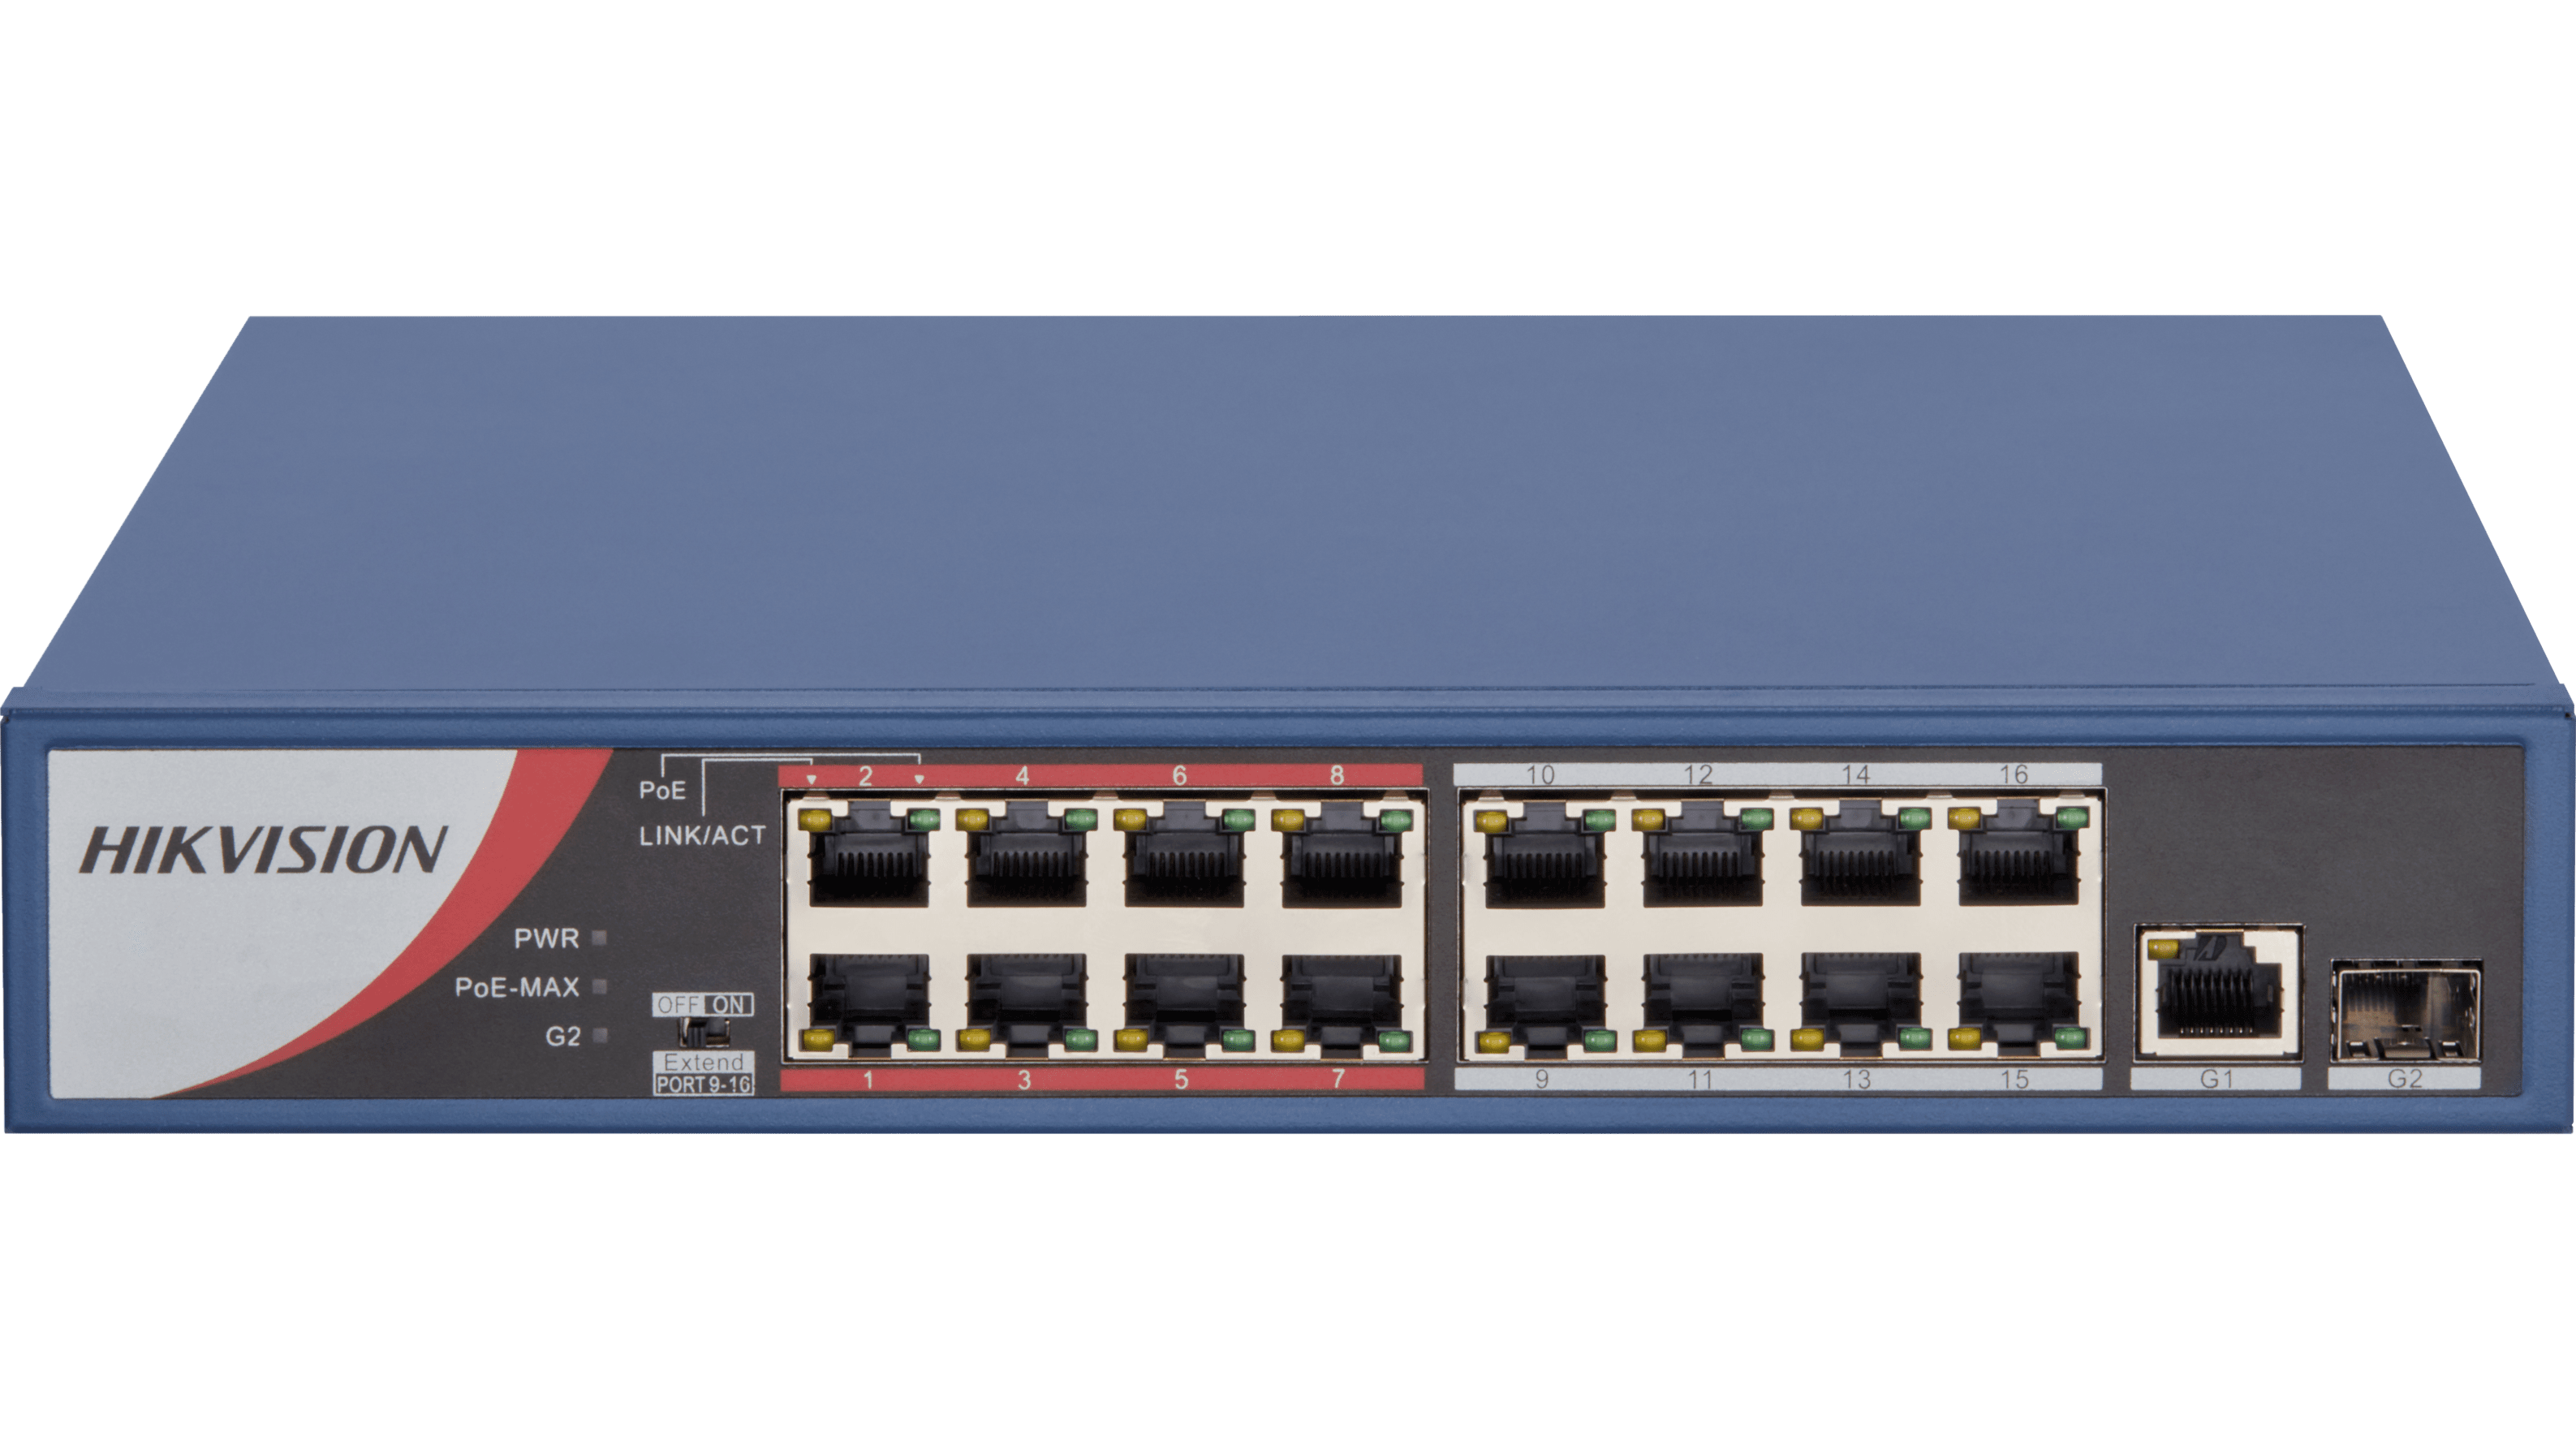 HIKVISION
PWR
PoE-MAX
G2
PoE
LINK/ACT
OFF ON
Extend
PORT 9-16
2 4 6 8
1 3 5 7
10 12 14 16
9 11 13 15
G1
G2